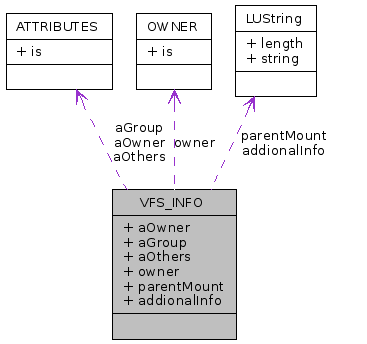 ATTRIBUTES
+ is
OWNER
+ is
LUString
+ length
+ string
aGroup
aOwner
aOthers
owner
parentMount
addionalInfo
VFS_INFO
+ aOwner
+ aGroup
+ aOthers
+ owner
+ parentMount
+ addionalInfo